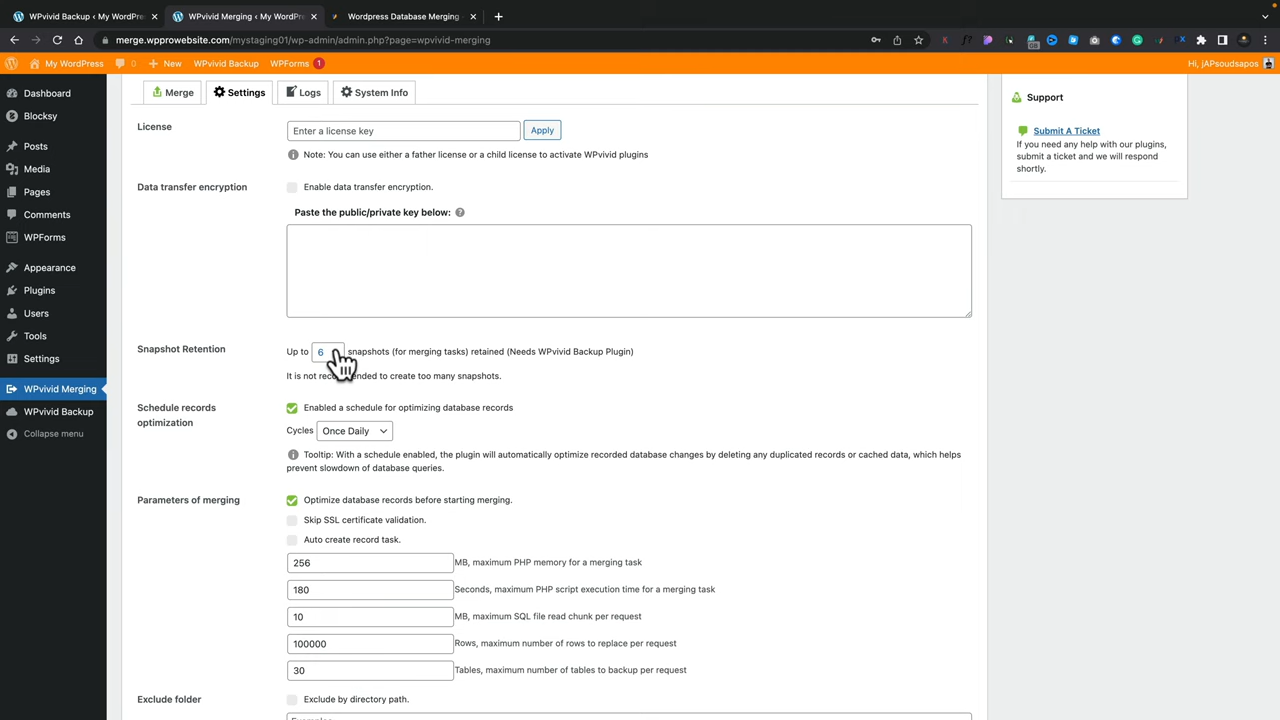 WPvivid Backup ‹ My WordPre
WPvivid Merging ‹ My WordP
Wordpress Database Merging -
merge.wpprowebsite.com/mystaging01/wp-admin/admin.php?page=wpvivid-merging
My WordPress
0
New
WPvivid Backup
WPForms
1
Hi, jAPsoudsapos
Dashboard
Blocksy
Posts
Media
Pages
Comments
WPForms
Appearance
Plugins
Users
Tools
Settings
WPvivid Merging
WPvivid Backup
Collapse menu
Merge
Settings
Logs
System Info
License
Enter a license key
Apply
Note: You can use either a father license or a child license to activate WPvivid plugins
Data transfer encryption
Enable data transfer encryption.
Paste the public/private key below:
Snapshot Retention
Up to 6 snapshots (for merging tasks) retained (Needs WPvivid Backup Plugin)
It is not rec ended to create too many snapshots.
Schedule records
optimization
Enabled a schedule for optimizing database records
Cycles Once Daily
Tooltip: With a schedule enabled, the plugin will automatically optimize recorded database changes by deleting any duplicated records or cached data, which helps
prevent slowdown of database queries.
Parameters of merging
Optimize database records before starting merging.
Skip SSL certificate validation.
Auto create record task.
256 MB, maximum PHP memory for a merging task
180 Seconds, maximum PHP script execution time for a merging task
10 MB, maximum SQL file read chunk per request
100000 Rows, maximum number of rows to replace per request
30 Tables, maximum number of tables to backup per request
Exclude folder
Exclude by directory path.
Support
Submit A Ticket
If you need any help with our plugins,
submit a ticket and we will respond
shortly.